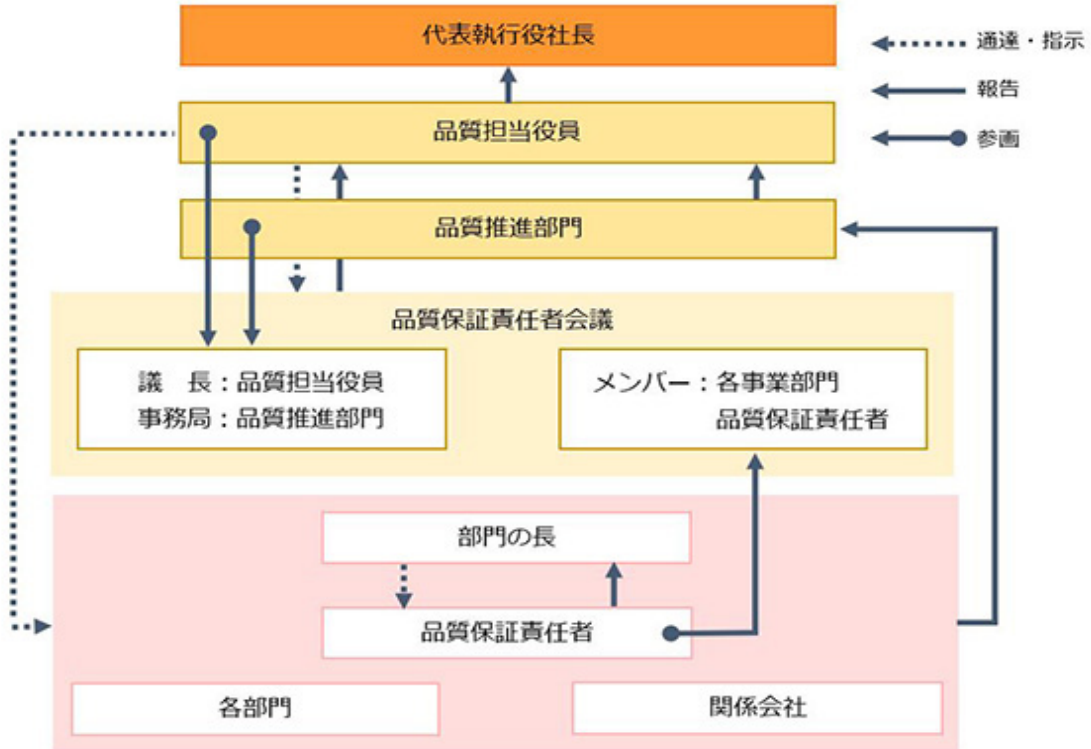 代表執行役社長
通達・指示
報告
参画
品質担当役員
品質推進部門
品質保証責任者会議
議　長：品質担当役員
事務局：品質推進部門
メンバー：各事業部門
品質保証責任者
部門の長
品質保証責任者
各部門
関係会社